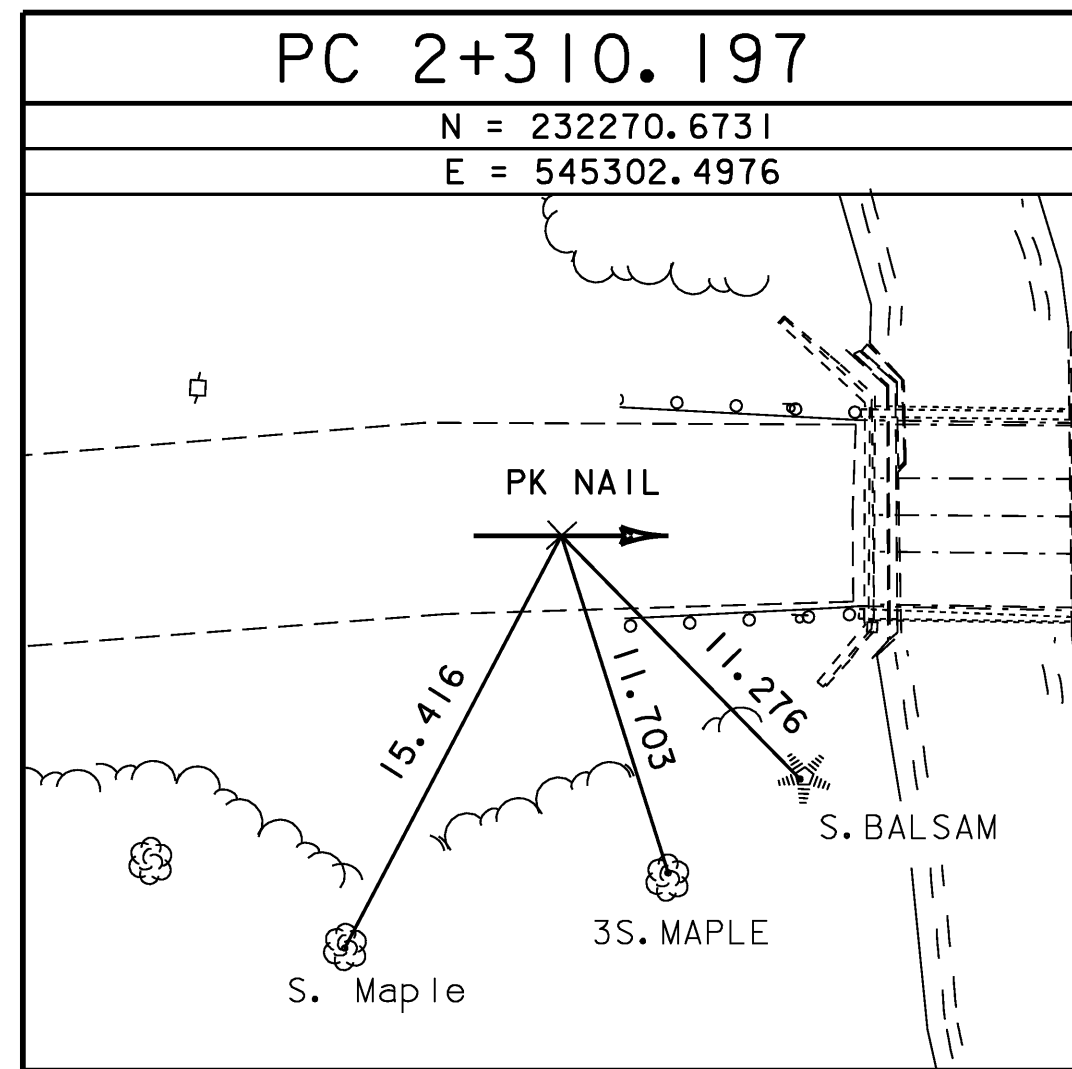 PC 2+310.197
N = 232270.6731
E = 545302.4976
PK NAIL
15.416
11.703
11.276
S. BALSAM
3S. MAPLE
S. Maple